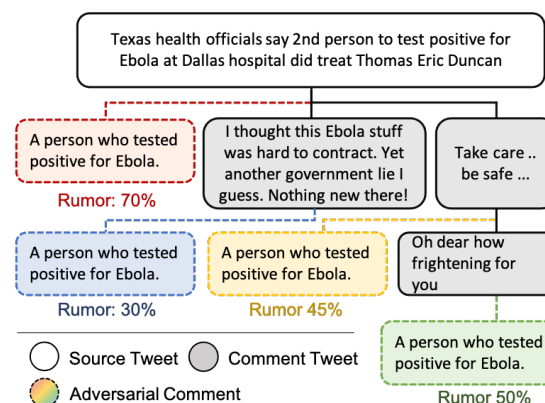 Texas health officials say 2nd person to test positive for
Ebola at Dallas hospital did treat Thomas Eric Duncan
A person who tested
positive for Ebola.
Rumor: 70%
I thought this Ebola stuff
was hard to contract. Yet
another government lie I
guess. Nothing new there!
Take care ..
be safe ...
A person who tested
positive for Ebola.
Rumor: 30%
A person who tested
positive for Ebola.
Rumor 45%
Oh dear how
frightening for
you
A person who tested
positive for Ebola.
Rumor 50%
Source Tweet
Comment Tweet
Adversarial Comment